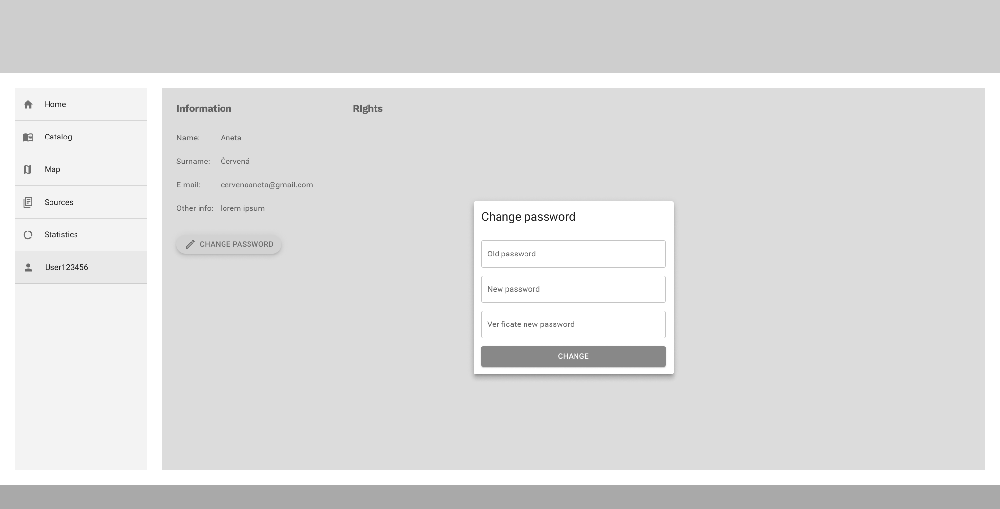 Home
Catalog
Map
Sources
Statistics
User123456
Information
RIghts
Name: Aneta
Surname: Červená
E-mail: cervenaaneta@gmail.com
Other info: lorem ipsum
CHANGE PASSWORD
Change password
Old password
New password
Verificate new password
CHANGE